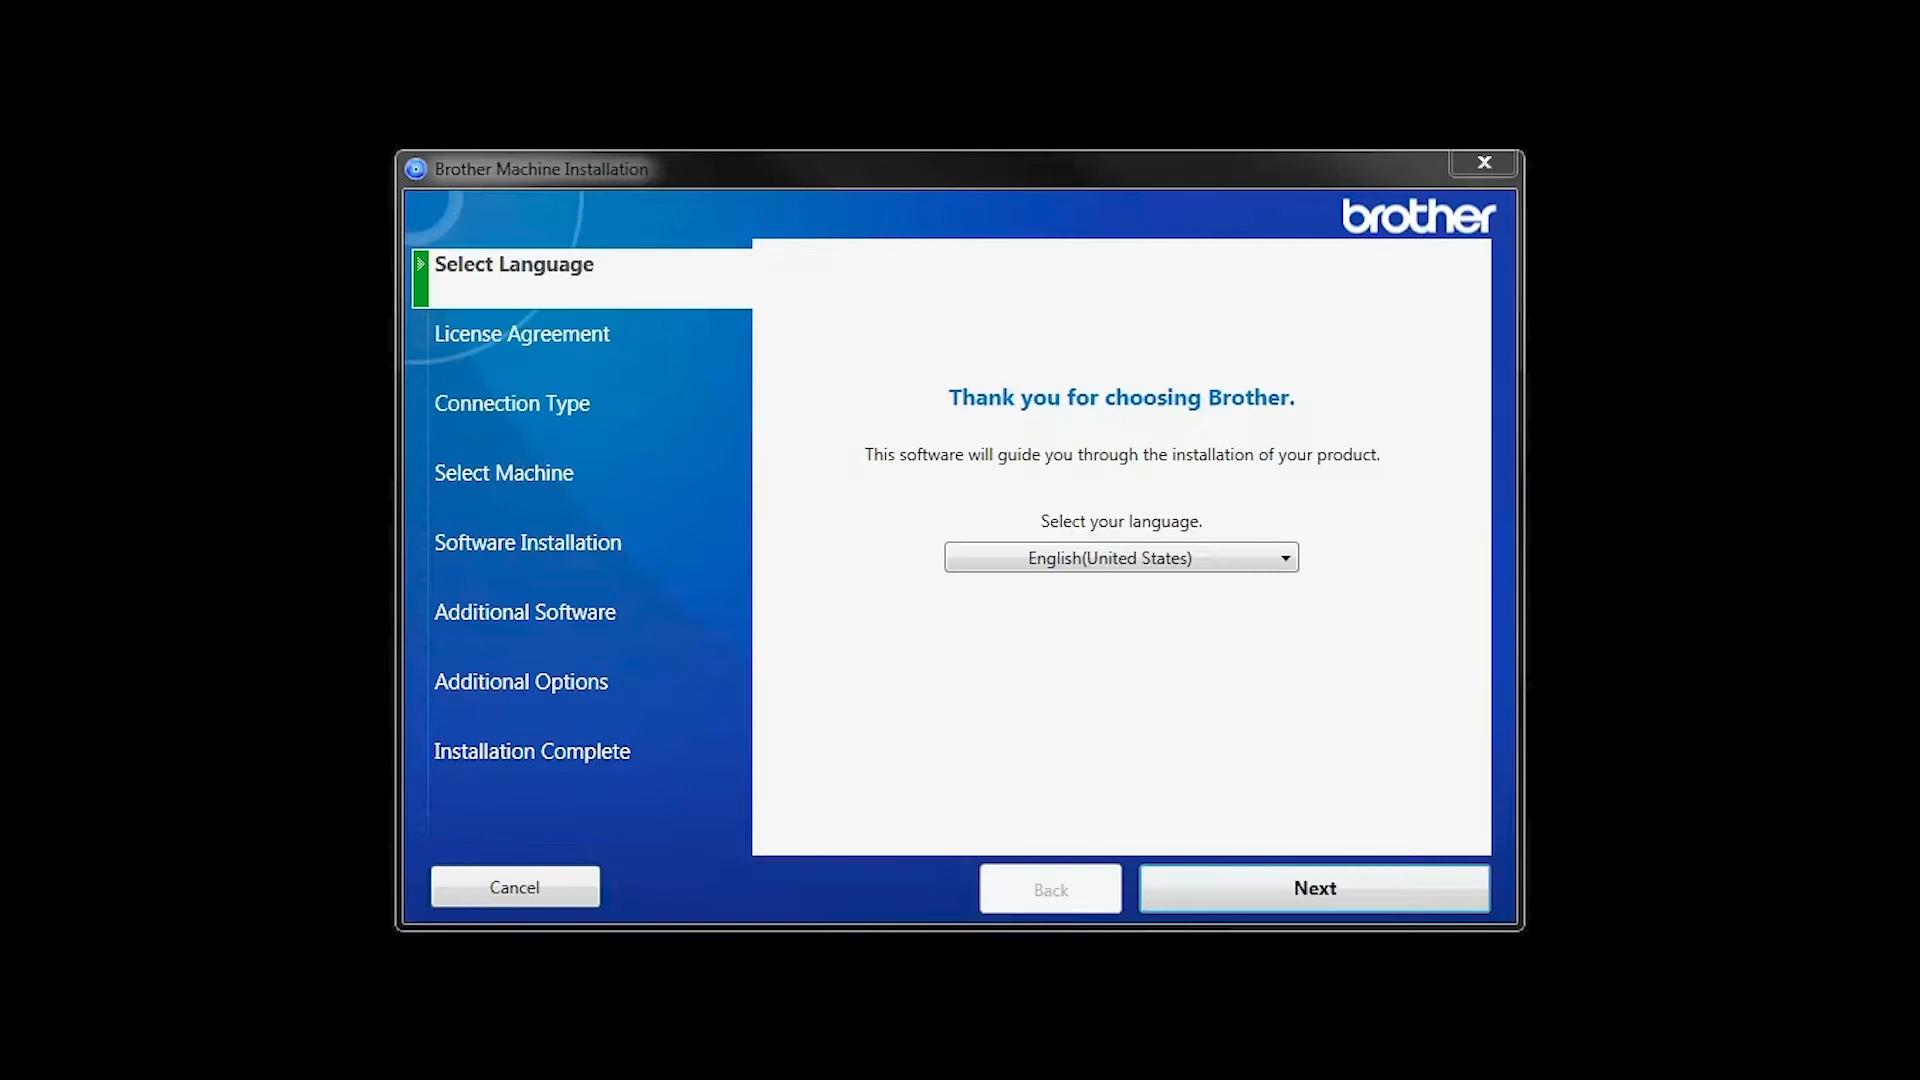 Brother Machine Installation
X
brother
Select Language
License Agreement
Connection Type
Select Machine
Software Installation
Additional Software
Additional Options
Installation Complete
Thank you for choosing Brother.
This software will guide you through the installation of your product.
Select your language.
English(United States)
Cancel
Back
Next